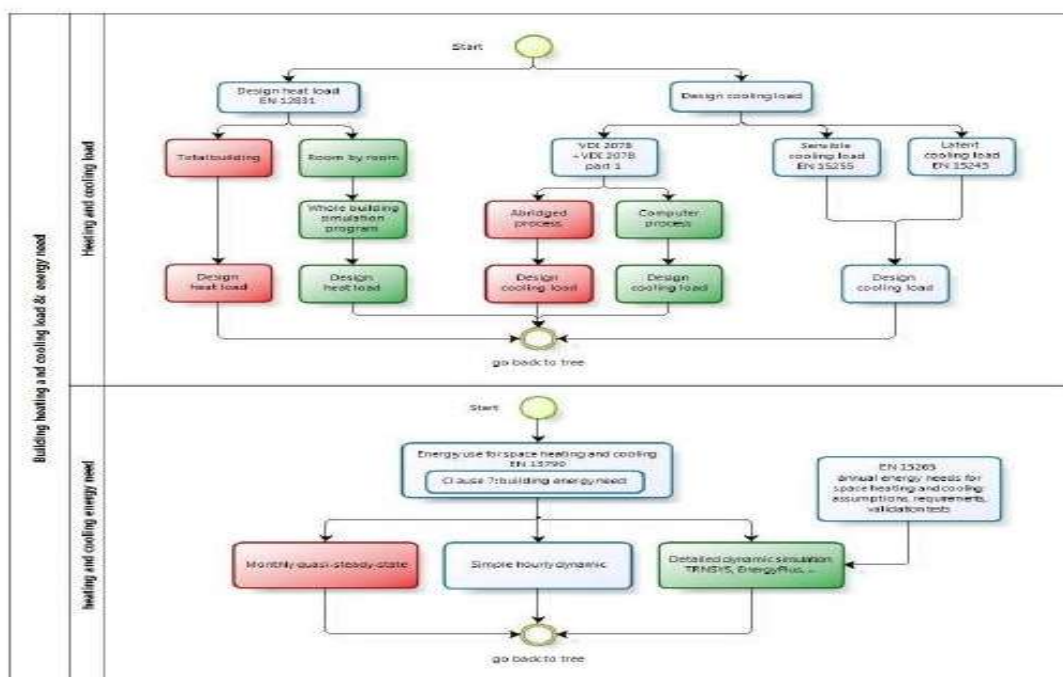 Building heating and cooling load & energy need
Heating and cooling load
Start
Design heat load
EN 12831
Design cooling load
Total building
Room by room
VDI 2078
+ VDI 2078
part 1
Sensible
cooling load
EN 15255
Latent
cooling load
EN 15243
Whole building
simulation
program
Abridged
process
Computer
process
Design
heat load
Design
heat load
Design
cooling load
Design
cooling load
Design
cooling load
go back to tree
heating and cooling energy need
Start
Energy use for space heating and cooling
EN 13790
Clause 7: building energy need
EN 15265
annual energy needs for
space heating and cooling:
assumptions, requirements,
validation tests
Monthly quasi-steady-state
Simple hourly dynamic
Detailed dynamic simulation
TRNSYS, EnergyPlus, ...
go back to tree